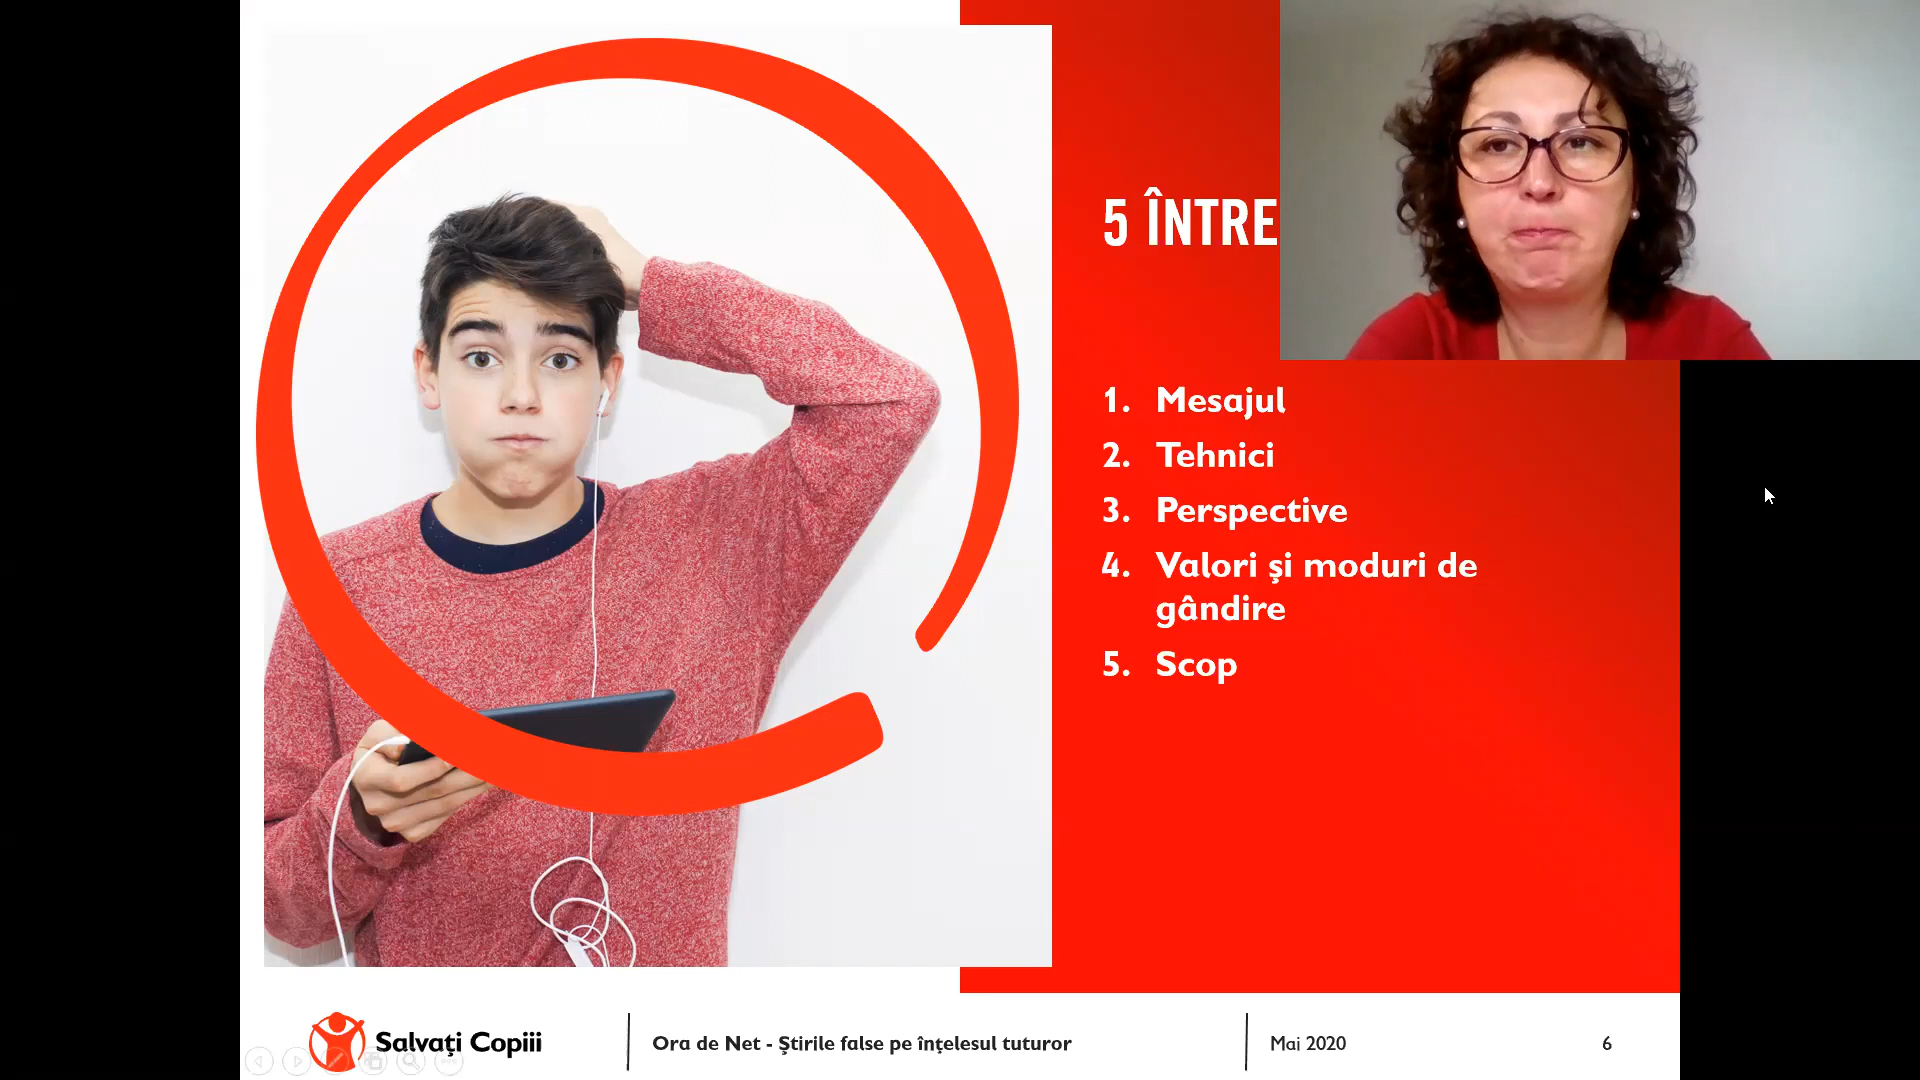 5 ÎNTRE
1. Mesajul
2. Tehnici
3. Perspective
4. Valori şi moduri de
gândire
5. Scop
Salvaţi Copiii
Ora de Net - Ştirile false pe înţelesul tuturor
Mai 2020
6